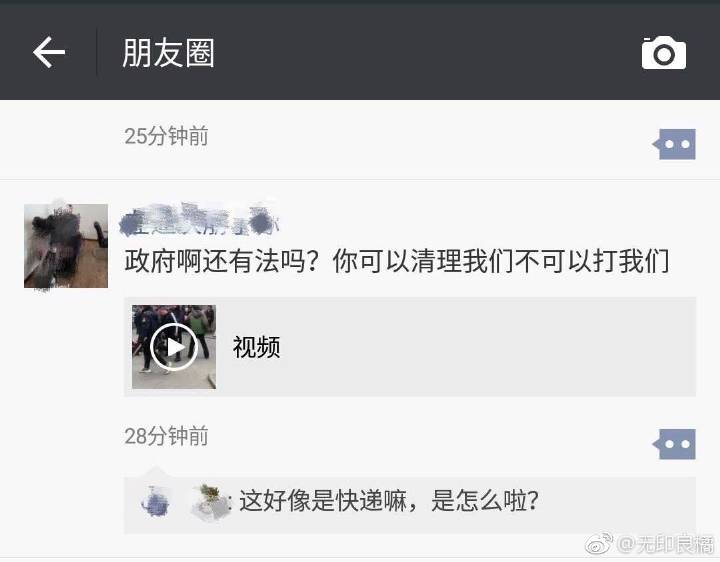 朋友圈
25分钟前
政府啊还有法吗？你可以清理我们不可以打我们
视频
28分钟前
: 这好像是快递嘛，是怎么啦？
@无印良橘